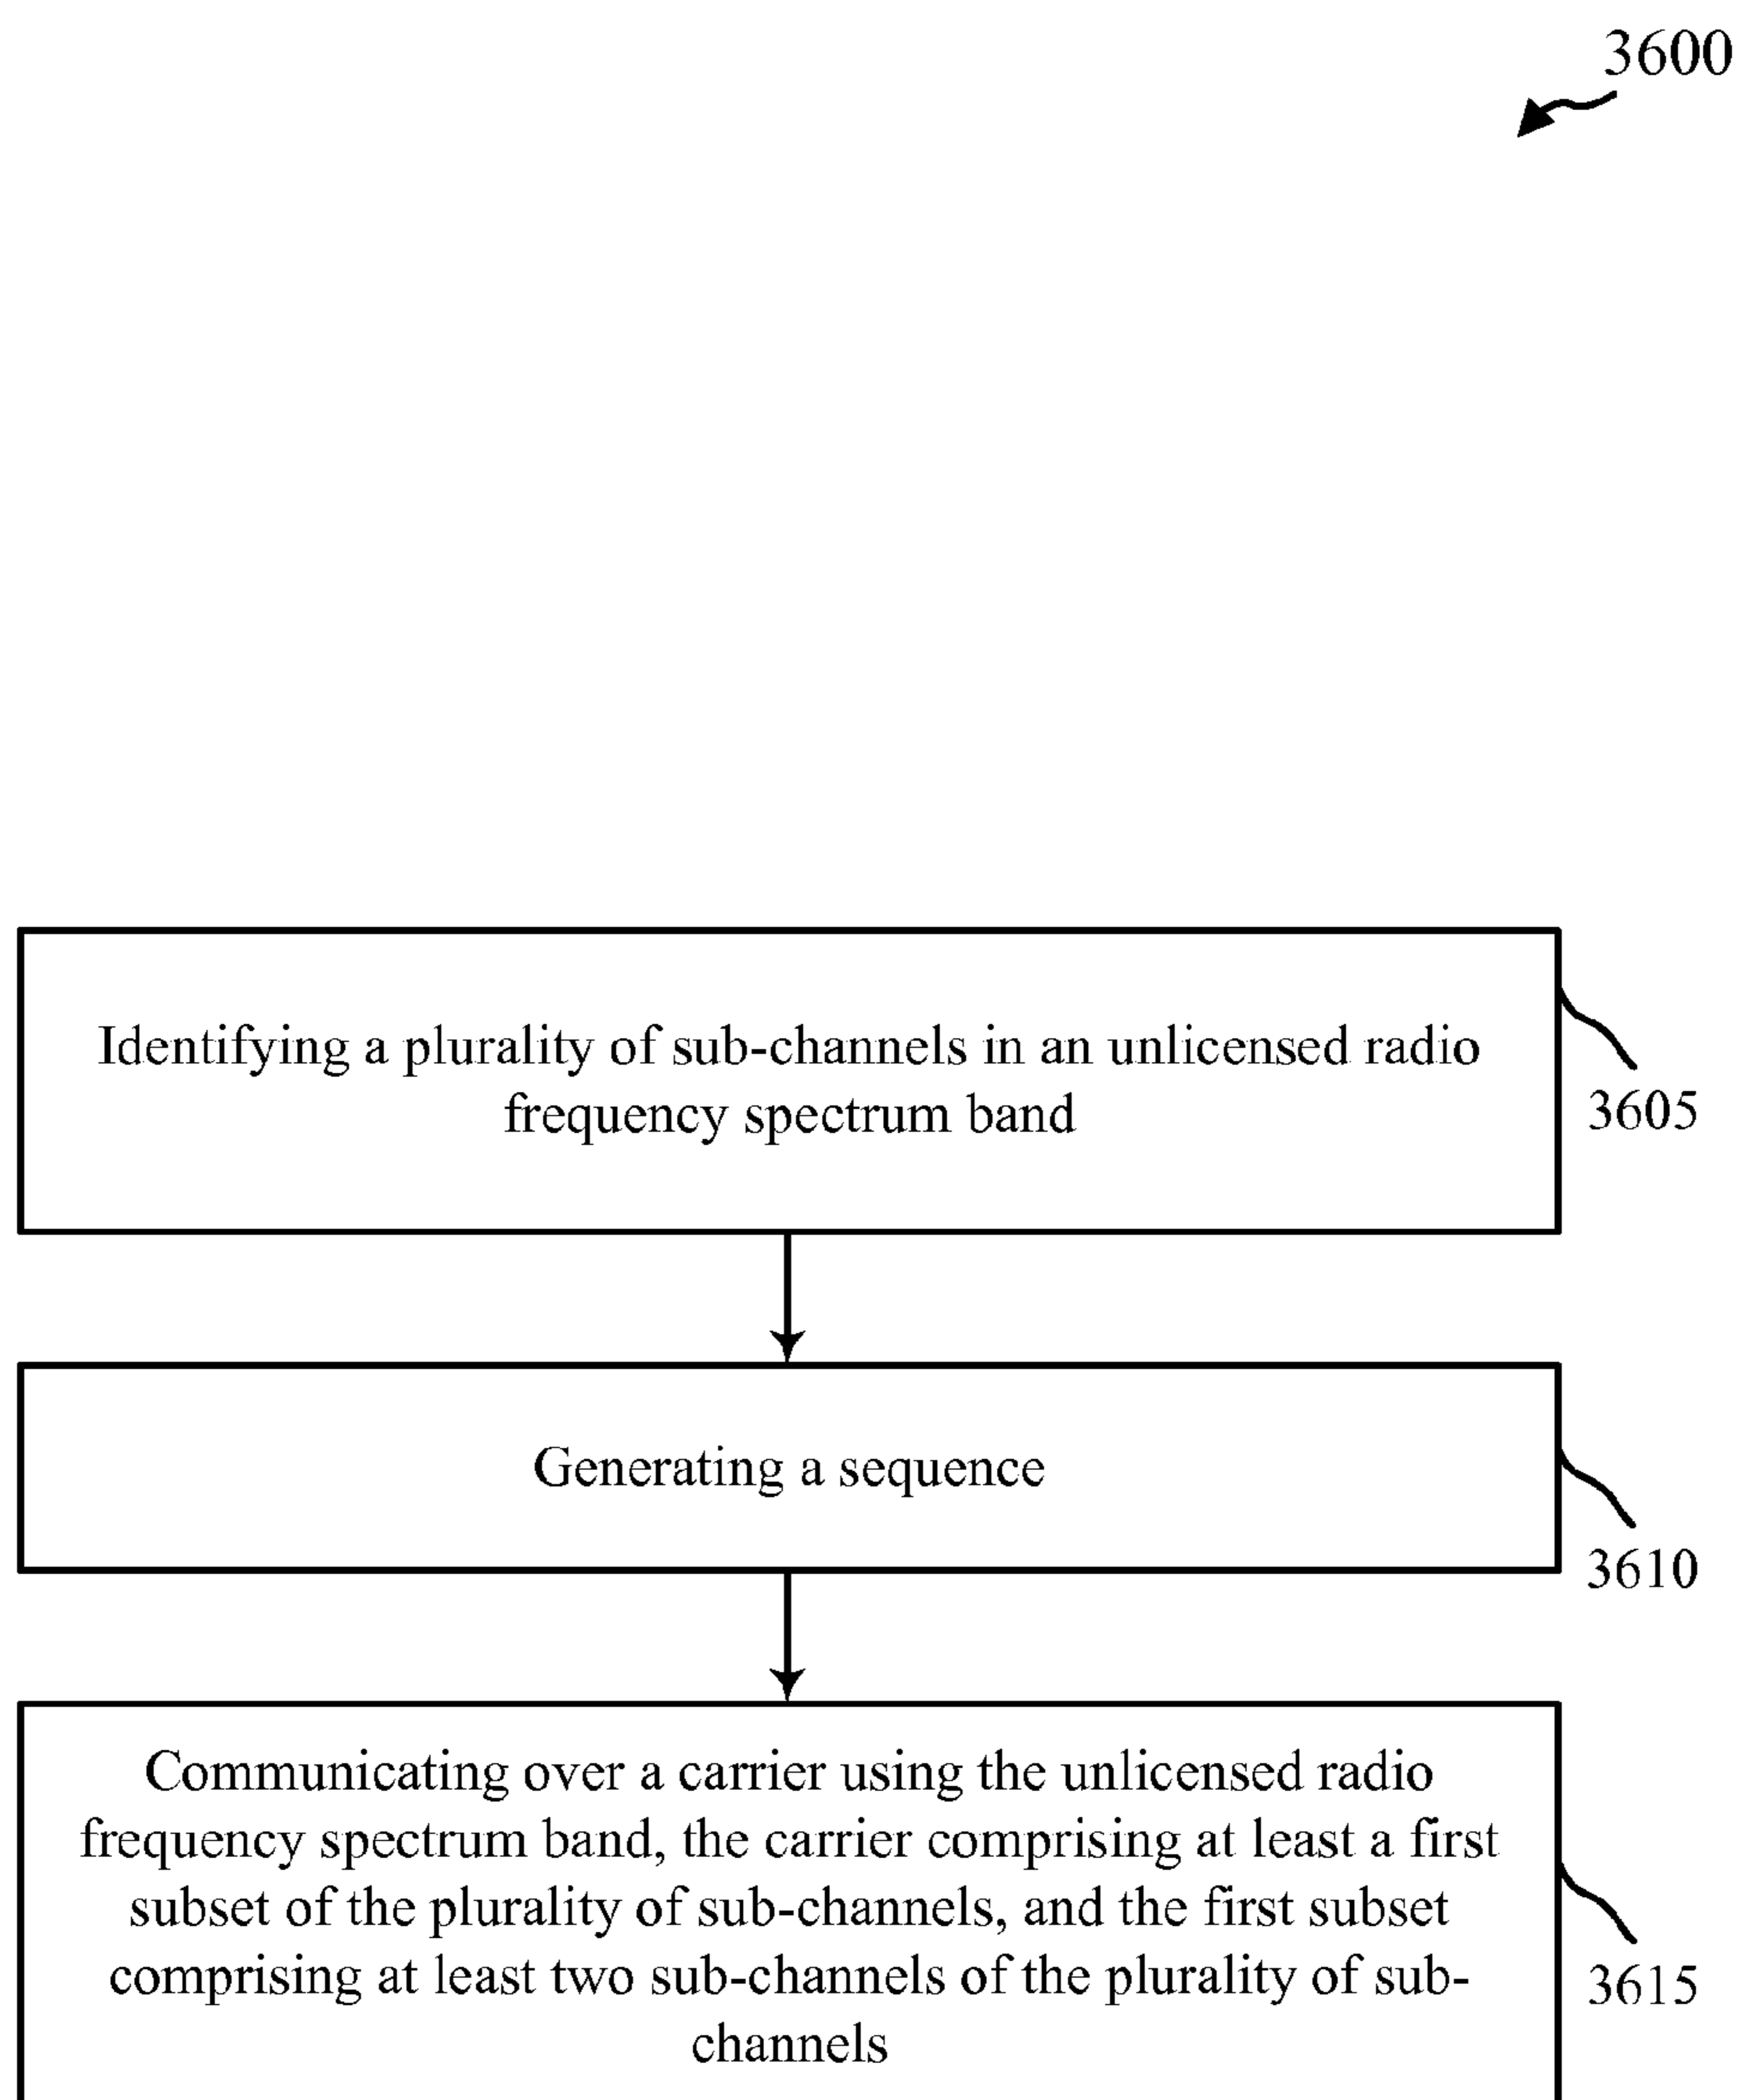 3600
Identifying a plurality of sub-channels in an unlicensed radio
frequency spectrum band
3605
Generating a sequence
3610
Communicating over a carrier using the unlicensed radio
frequency spectrum band, the carrier comprising at least a first
subset of the plurality of sub-channels, and the first subset
comprising at least two sub-channels of the plurality of sub-
channels
3615